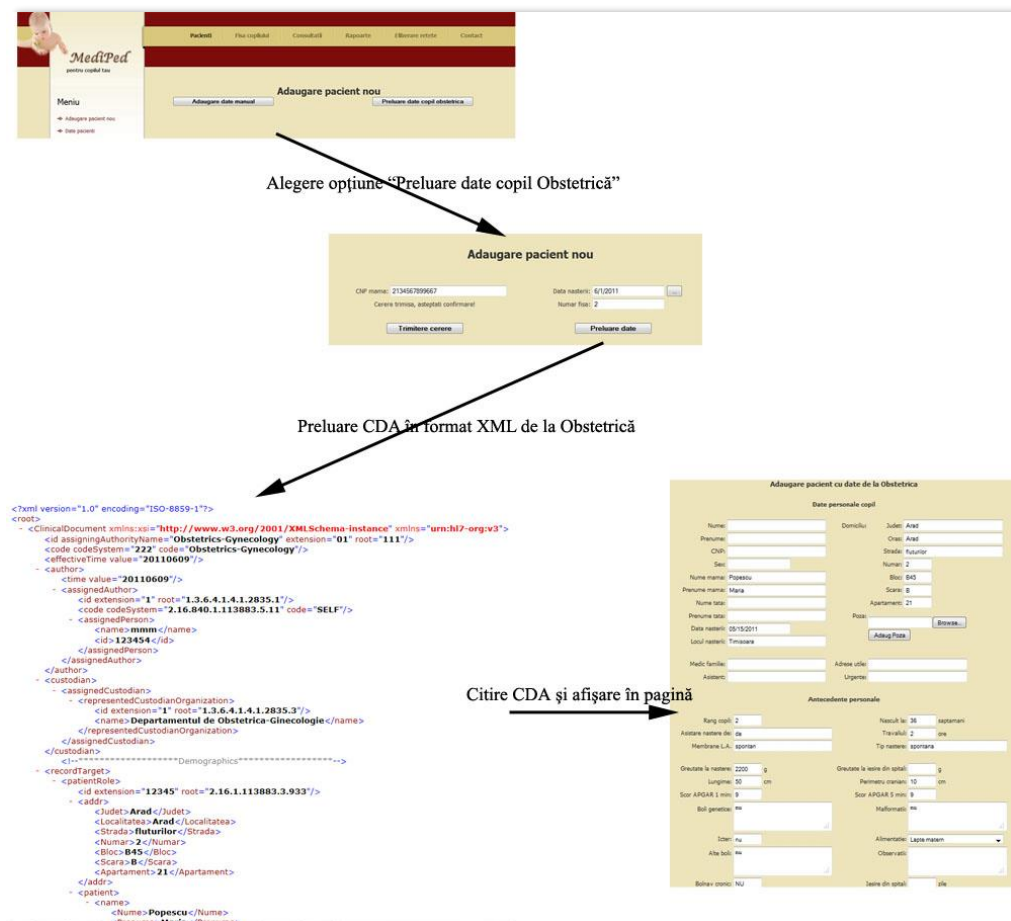 Pacienti Fisa copilului Consultatii Rapoarte Eliberare retete Contact
MediPed
pentru copilul tau
Adaugare pacient nou
Adaugare date manual Preluare date copil obstetrica
Meniu
Adaugare pacient nou
Date pacienti
Alegere opţiune “Preluare date copil Obstetrică”
Adaugare pacient nou
CNP mama: 2134567899667 Data nasterii: 6/1/2011 ...
Cerere trimisa, asteptati confirmare! Numar fisa: 2
Trimitere cerere Preluare date
Preluare CDA în format XML de la Obstetrică
<?xml version="1.0" encoding="ISO-8859-1"?>
<root>
- <ClinicalDocument xmlns:xsi="http://www.w3.org/2001/XMLSchema-instance" xmlns="urn:hl7-org:v3">
<id assigningAuthorityName="Obstetrics-Gynecology" extension="01" root="111"/>
<code codeSystem="222" code="Obstetrics-Gynecology"/>
<effectiveTime value="20110609"/>
- <author>
<time value="20110609"/>
- <assignedAuthor>
<id extension="1" root="1.3.6.4.1.4.1.2835.1"/>
<code codeSystem="2.16.840.1.113883.5.11" code="SELF"/>
- <assignedPerson>
<name>mmm</name>
<id>123454</id>
</assignedPerson>
</assignedAuthor>
</author>
- <custodian>
- <assignedCustodian>
- <representedCustodianOrganization>
<id extension="1" root="1.3.6.4.1.4.1.2835.3"/>
<name>Departamentul de Obstetrica-Ginecologie</name>
</representedCustodianOrganization>
</assignedCustodian>
</custodian>
<!--********************Demographics*******************-->
- <recordTarget>
- <patientRole>
<id extension="12345" root="2.16.1.113883.3.933"/>
- <addr>
<Judet>Arad</Judet>
<Localitatea>Arad</Localitatea>
<Strada>fluturilor</Strada>
<Numar>2</Numar>
<Bloc>B45</Bloc>
<Scara>B</Scara>
<Apartament>21</Apartament>
</addr>
- <patient>
- <name>
<Nume>Popescu</Nume>
Citire CDA şi afişare în pagină
Adaugare pacient cu date de la Obstetrica
Date personale copil
Nume: Domiciliu: Judet: Arad
Prenume: Oras: Arad
CNP: Strada: fluturilor
Sex: Numar: 2
Nume mama: Popescu Bloc: B45
Prenume mama: Maria Scara: B
Nume tata: Apartament: 21
Prenume tata: Poza: Browse...
Data nasterii: 05/15/2011 Adaug Poza
Locul nasterii: Timisoara
Medic familie: Adrese utile:
Asistent: Urgente:
Antecedente personale
Rang copil: 2 Nascut la: 36 saptamani
Asistare nastere de: da Travaliul: 2 ore
Membrane L.A. spontan Tip nastere: spontana
Greutate la nastere: 2200 g Greutate la iesire din spital: g
Lungime: 50 cm Perimetru cranian: 10 cm
Scor APGAR 1 min: 9 Scor APGAR 5 min: 9
Boli genetice: Malformatii:
Icter: nu Alimentatie: Lapte matern
Alte boli: Observatii:
Bolnav cronic: NU Iesire din spital: zile